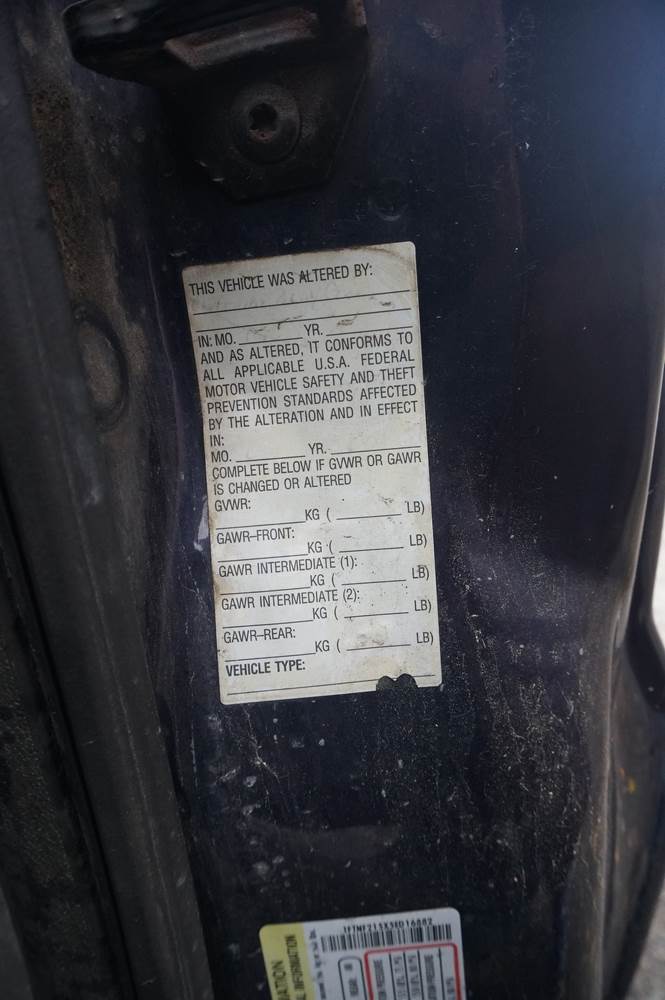 THIS VEHICLE WAS ALTERED BY:
IN: MO. YR.
AND AS ALTERED, IT CONFORMS TO
ALL APPLICABLE U.S.A. FEDERAL
MOTOR VEHICLE SAFETY AND THEFT
PREVENTION STANDARDS AFFECTED
BY THE ALTERATION AND IN EFFECT
IN:
MO. YR.
COMPLETE BELOW IF GVWR OR GAWR
IS CHANGED OR ALTERED
GVWR:
KG ( LB)
GAWR–FRONT:
KG ( LB)
GAWR INTERMEDIATE (1):
KG ( LB)
GAWR INTERMEDIATE (2):
KG ( LB)
GAWR–REAR:
KG ( LB)
VEHICLE TYPE: